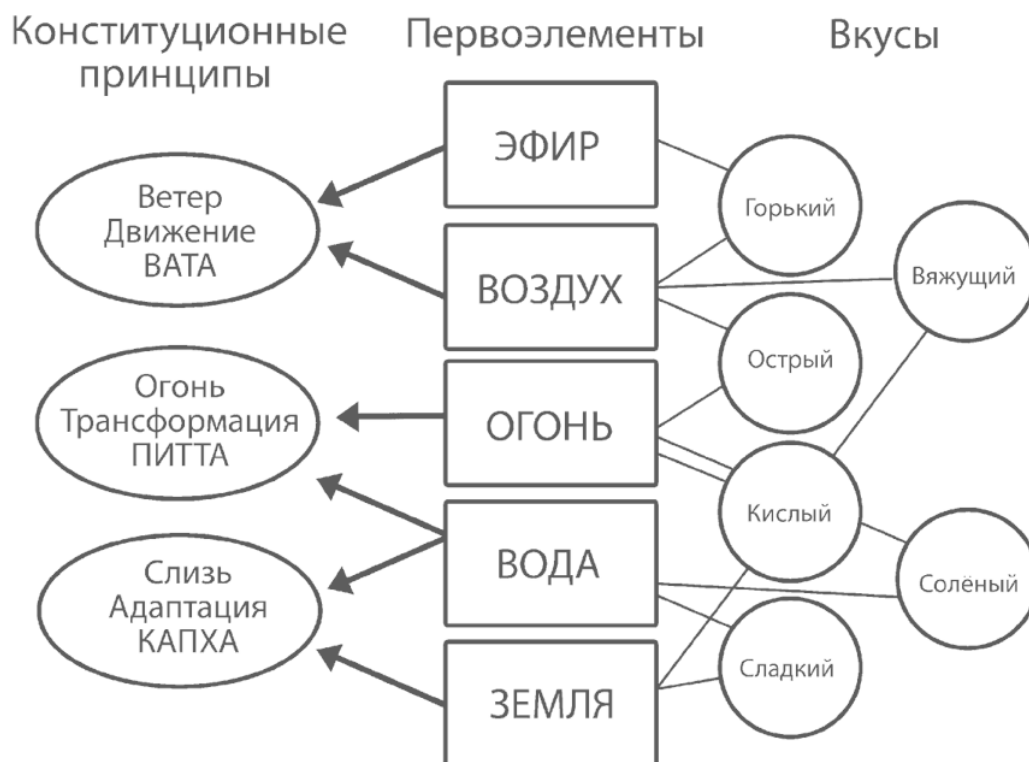 Конституционные
принципы
Первоэлементы
Вкусы
Ветер
Движение
ВАТА
Огонь
Трансформация
ПИТТА
Слизь
Адаптация
КАПХА
ЭФИР
ВОЗДУХ
ОГОНЬ
ВОДА
ЗЕМЛЯ
Горький
Острый
Кислый
Сладкий
Вяжущий
Солёный